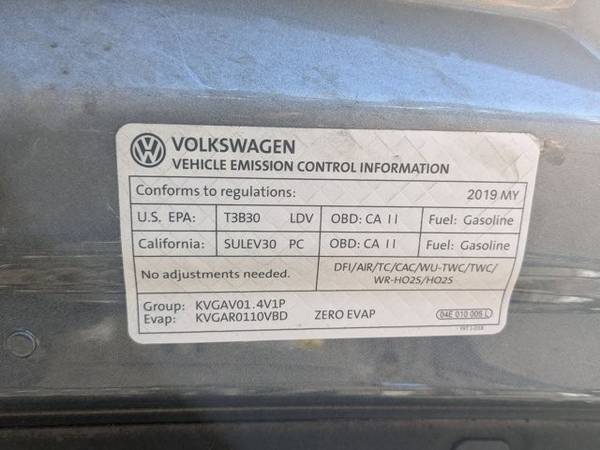 VOLKSWAGEN
VEHICLE EMISSION CONTROL INFORMATION
Conforms to regulations: 2019 MY
U.S. EPA: T3B30 LDV OBD: CA II Fuel: Gasoline
California: SULEV30 PC OBD: CA II Fuel: Gasoline
No adjustments needed.
DFI/AIR/TC/CAC/WU-TWC/TWC/
WR-HO2S/HO2S
Group: KVGAV01.4V1P
Evap: KVGAR0110VBD ZERO EVAP
04E 010 005 L